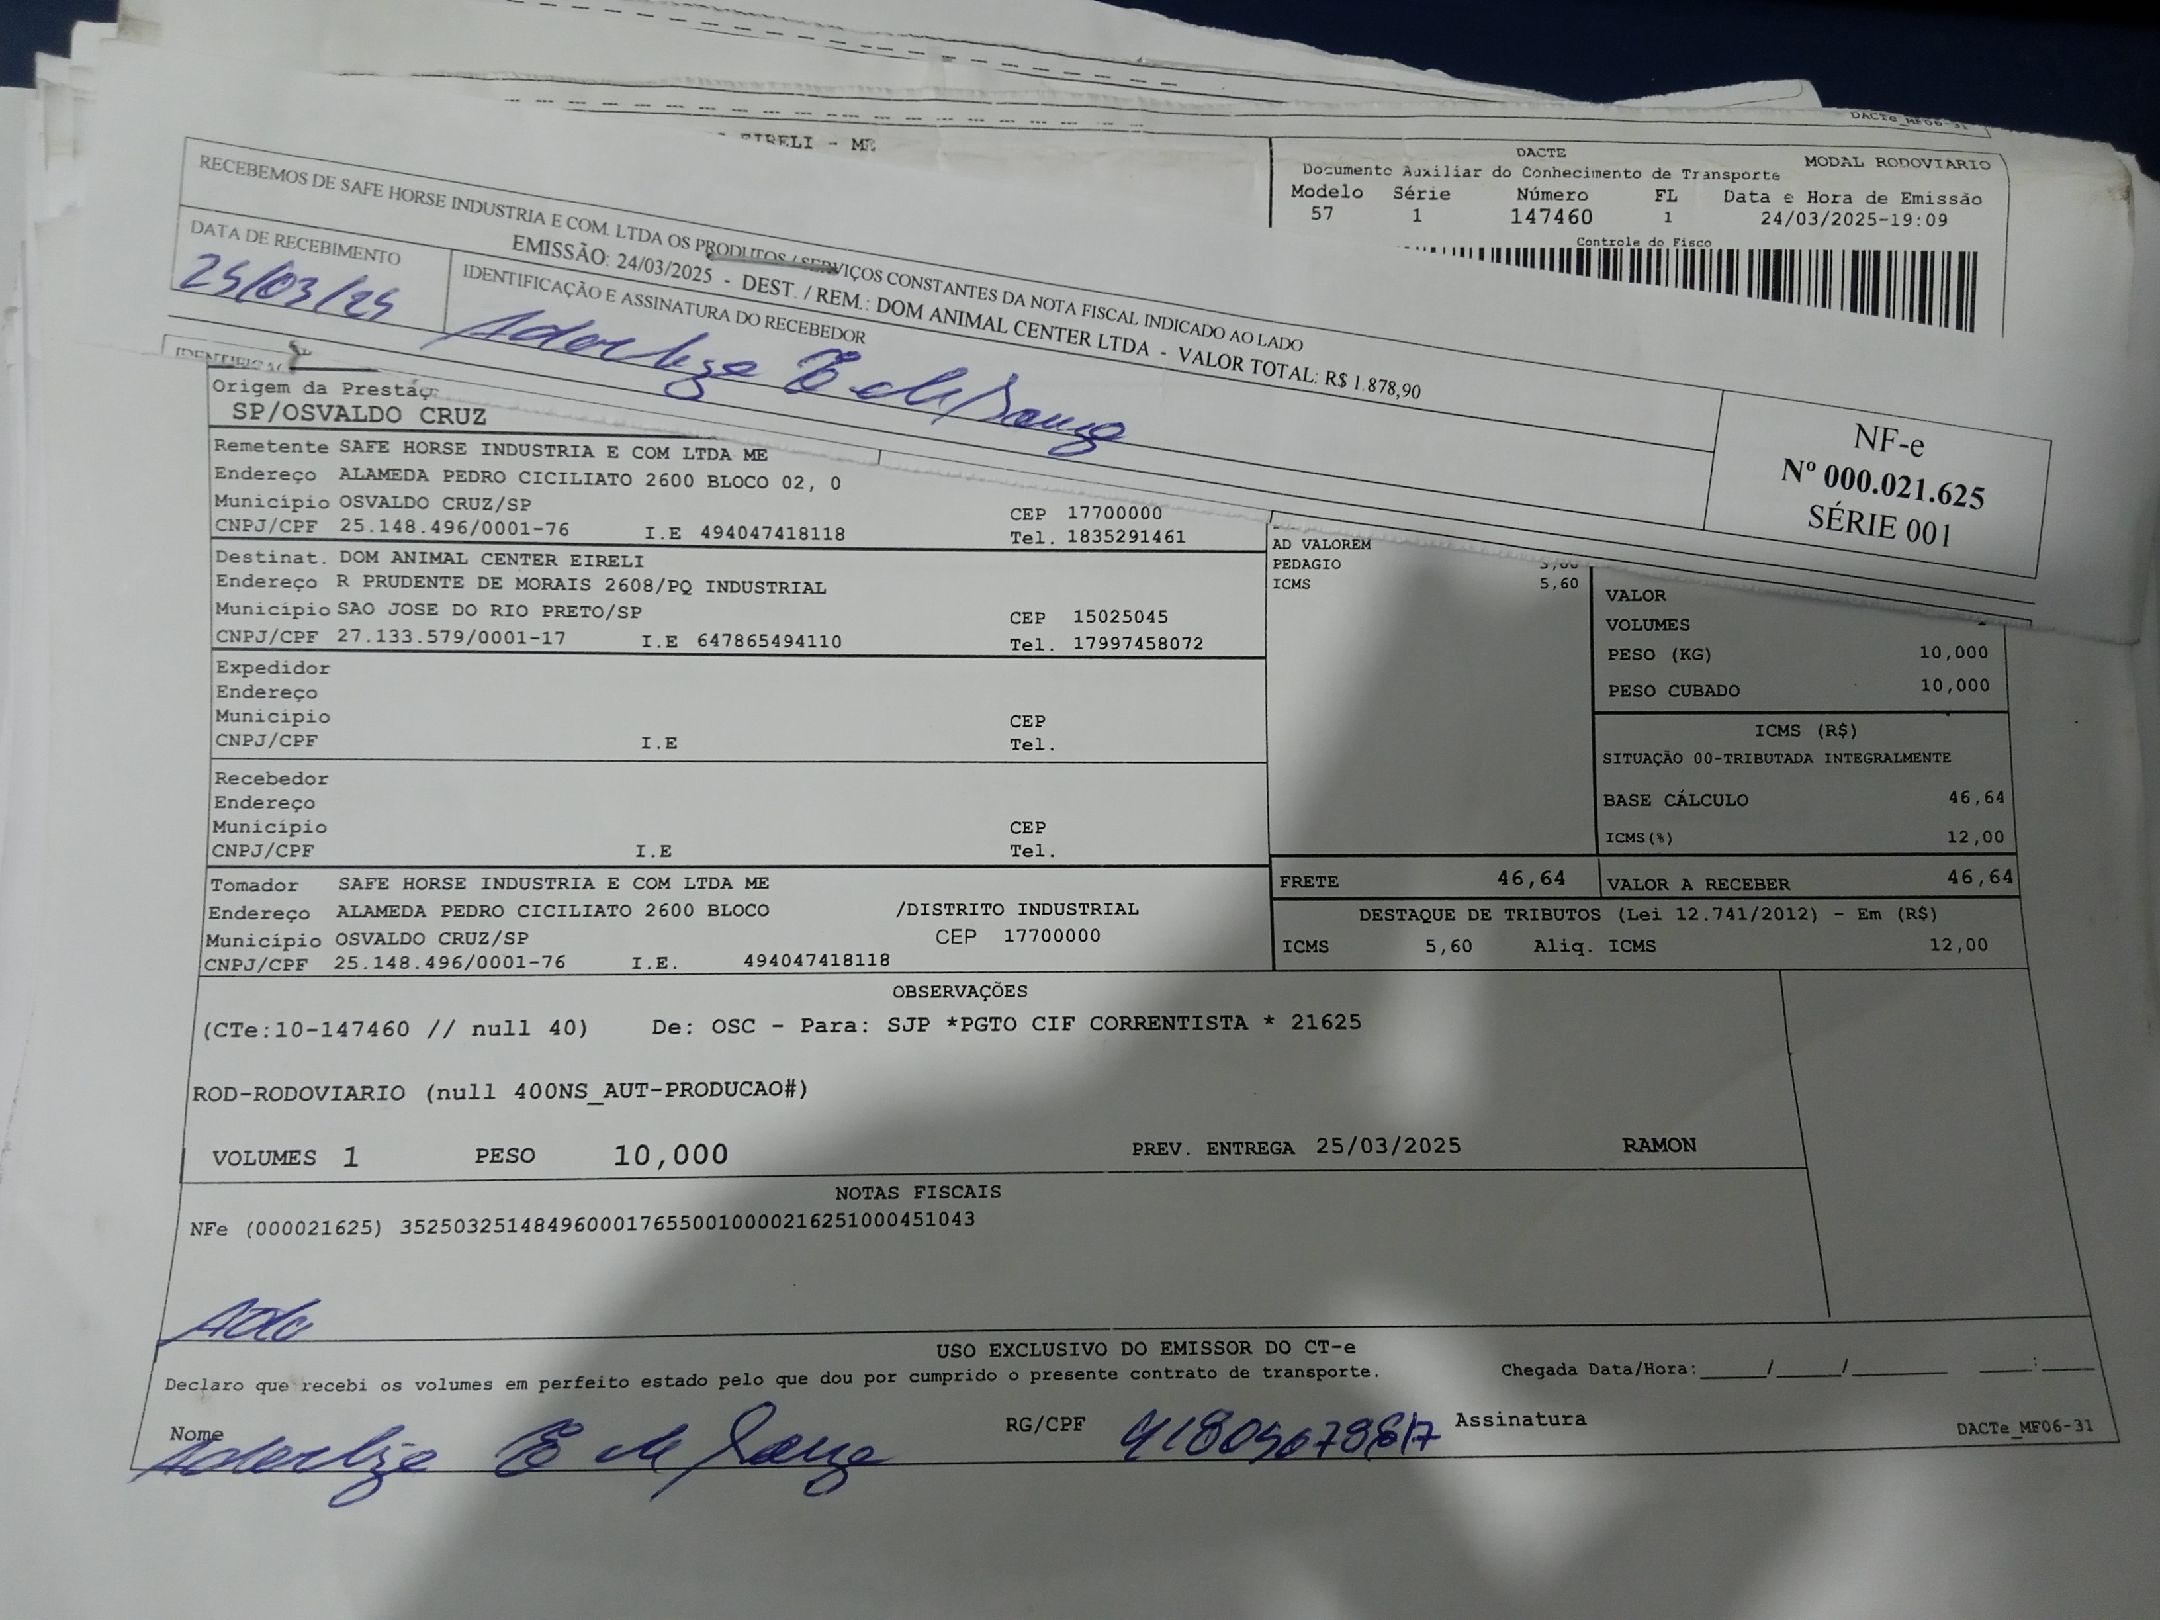 DACTe_MF06-31
EIRELI - ME
DACTE
MODAL RODOVIARIO
Documento Auxiliar do Conhecimento de Transporte
Modelo Série Número FL Data e Hora de Emissão
57 1 147460 1 24/03/2025-19:09
Controle do Fisco
RECEBEMOS DE SAFE HORSE INDUSTRIA E COM. LTDA OS PRODUTOS / SERVIÇOS CONSTANTES DA NOTA FISCAL INDICADO AO LADO
EMISSÃO: 24/03/2025 - DEST. / REM.: DOM ANIMAL CENTER LTDA - VALOR TOTAL: R$ 1.878,90
DATA DE RECEBIMENTO
25/03/25
IDENTIFICAÇÃO E ASSINATURA DO RECEBEDOR
NF-e
Nº 000.021.625
SÉRIE 001
Origem da Prestaç
SP/OSVALDO CRUZ
Remetente SAFE HORSE INDUSTRIA E COM LTDA ME
Endereço ALAMEDA PEDRO CICILIATO 2600 BLOCO 02, 0
Município OSVALDO CRUZ/SP CEP 17700000
CNPJ/CPF 25.148.496/0001-76 I.E 494047418118 Tel. 1835291461
Destinat. DOM ANIMAL CENTER EIRELI
Endereço R PRUDENTE DE MORAIS 2608/PQ INDUSTRIAL
Município SAO JOSE DO RIO PRETO/SP CEP 15025045
CNPJ/CPF 27.133.579/0001-17 I.E 647865494110 Tel. 17997458072
Expedidor
Endereço
Município CEP
CNPJ/CPF I.E Tel.
Recebedor
Endereço
Município CEP
CNPJ/CPF I.E Tel.
Tomador SAFE HORSE INDUSTRIA E COM LTDA ME
Endereço ALAMEDA PEDRO CICILIATO 2600 BLOCO /DISTRITO INDUSTRIAL
Município OSVALDO CRUZ/SP CEP 17700000
CNPJ/CPF 25.148.496/0001-76 I.E. 494047418118
AD VALOREM
PEDAGIO
ICMS 5,60
VALOR
VOLUMES
PESO (KG) 10,000
PESO CUBADO 10,000
ICMS (R$)
SITUAÇÃO 00-TRIBUTADA INTEGRALMENTE
BASE CÁLCULO 46,64
ICMS(%) 12,00
FRETE 46,64 VALOR A RECEBER 46,64
DESTAQUE DE TRIBUTOS (Lei 12.741/2012) - Em (R$)
ICMS 5,60 Aliq. ICMS 12,00
OBSERVAÇÕES
(CTe:10-147460 // null 40) De: OSC - Para: SJP *PGTO CIF CORRENTISTA * 21625
ROD-RODOVIARIO (null 400NS_AUT-PRODUCAO#)
VOLUMES 1 PESO 10,000 PREV. ENTREGA 25/03/2025 RAMON
NOTAS FISCAIS
NFe (000021625) 35250325148496000176550010000216251000451043
USO EXCLUSIVO DO EMISSOR DO CT-e
Declaro que recebi os volumes em perfeito estado pelo que dou por cumprido o presente contrato de transporte. Chegada Data/Hora:_____/_____/_______ ____:____
Nome RG/CPF Assinatura
DACTe_MF06-31